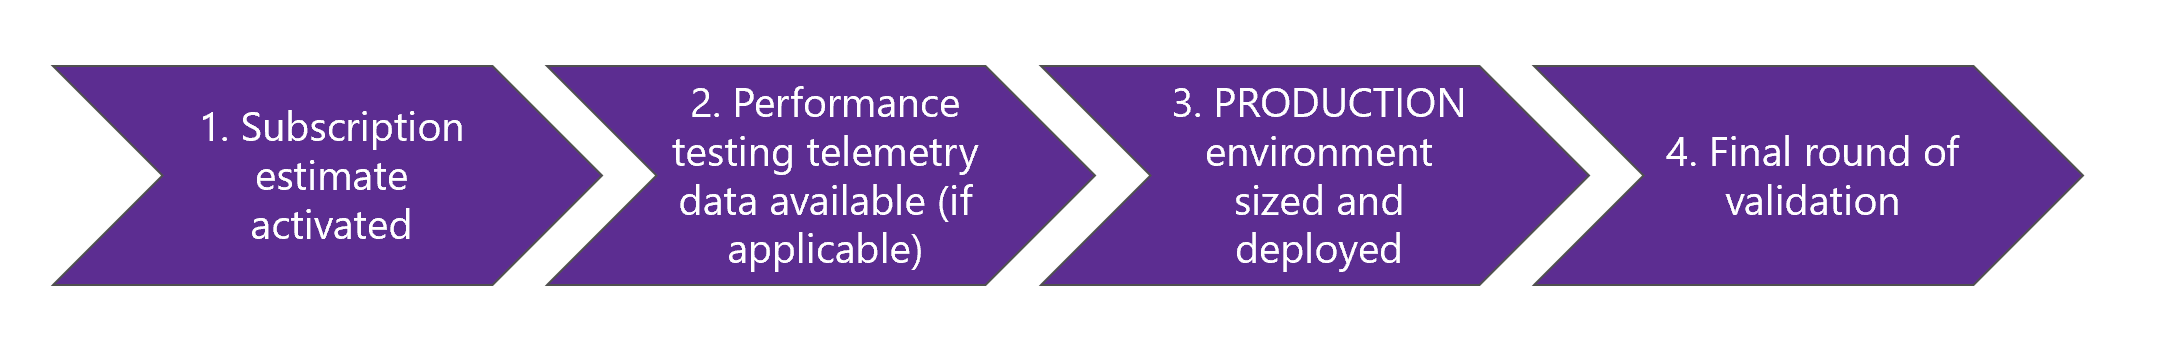 1. Subscription
estimate
activated
2. Performance
testing telemetry
data available (if
applicable)
3. PRODUCTION
environment
sized and
deployed
4. Final round of
validation